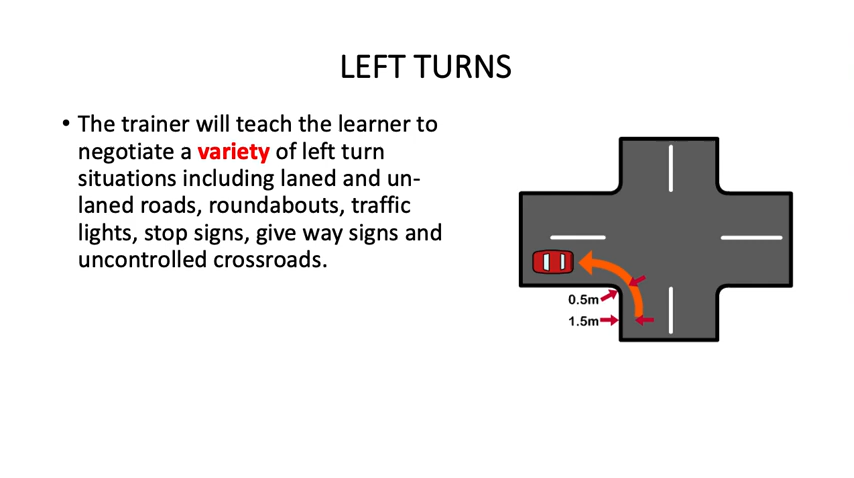 LEFT TURNS
• The trainer will teach the learner to
negotiate a variety of left turn
situations including laned and un-
laned roads, roundabouts, traffic
lights, stop signs, give way signs and
uncontrolled crossroads.
0.5m
1.5m